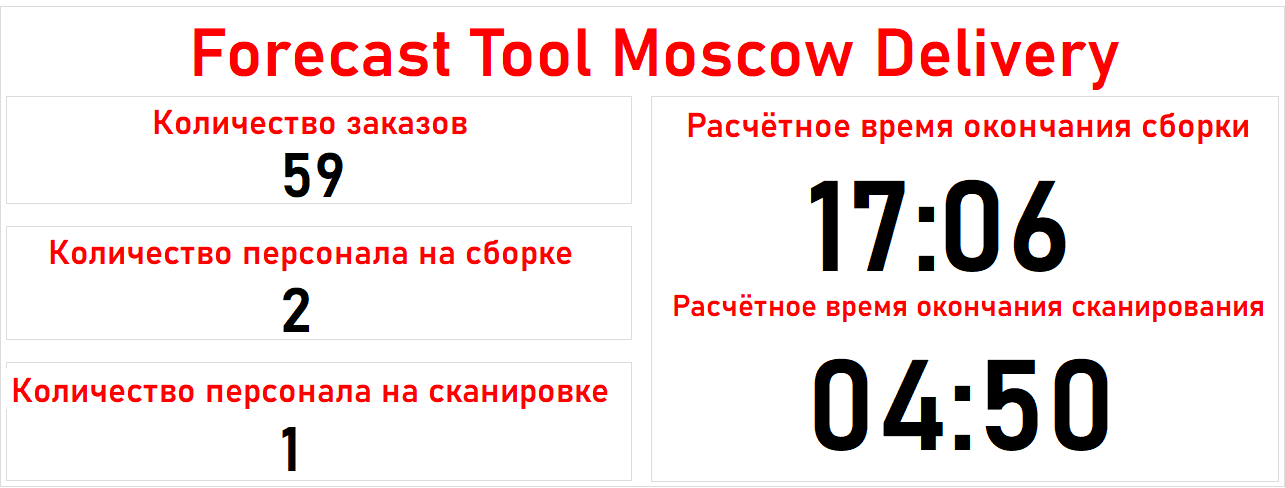 Forecast Tool Moscow Delivery
Количество заказов
59
Количество персонала на сборке
2
Количество персонала на сканировке
1
Расчётное время окончания сборки
17:06
Расчётное время окончания сканирования
04:50